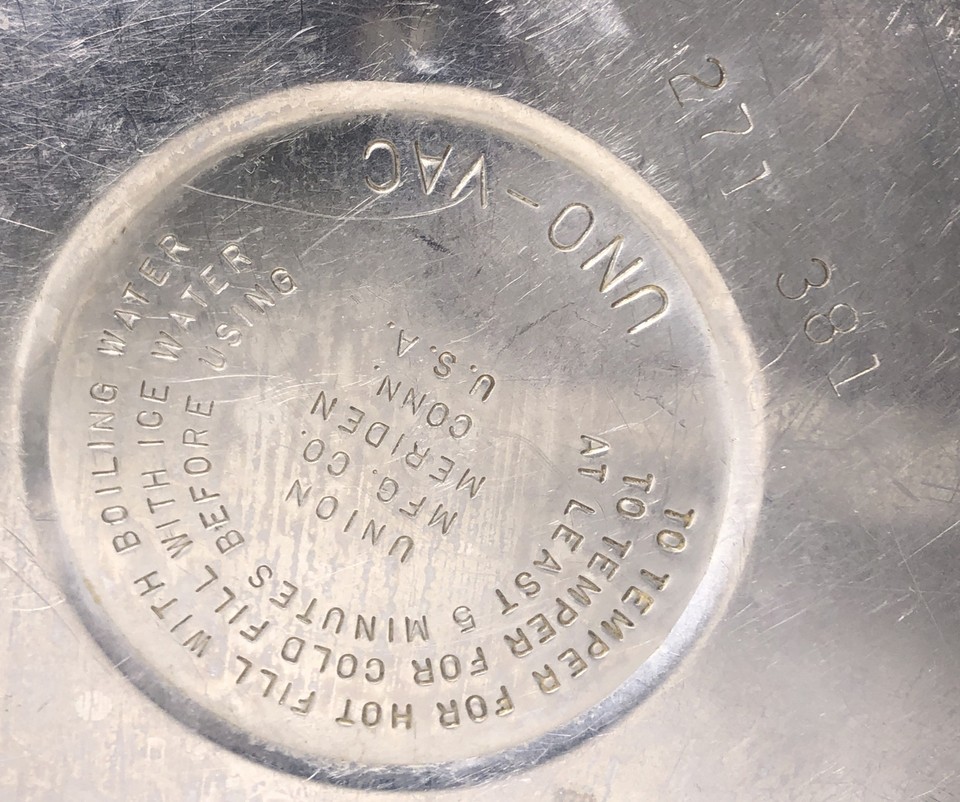 UNO-VAC
UNION
MFG. CO.
MERIDEN
CONN.
U.S.A.
AT LEAST 5 MINUTES BEFORE USING
TO TEMPER FOR COLD FILL WITH ICE WATER
TO TEMPER FOR HOT FILL WITH BOILING WATER
271 381